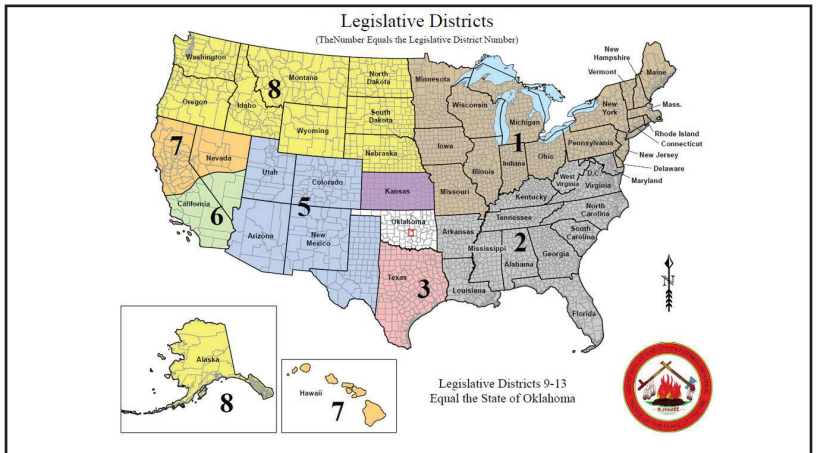 Legislative Districts
(TheNumber Equals the Legislative District Number)
New
Hampshire
Vermont
Maine
Washington
Montana
North
Dakota
Minnesota
8
Oregon
Idaho
South
Dakota
Wisconsin
Michigan
New
York
Mass.
Wyoming
Rhode Island
Connecticut
7
Nevada
Nebraska
Iowa
1
Pennsylvania
New Jersey
Illinois
Indiana
Ohio
Delaware
Maryland
Utah
Colorado
Kansas
Missouri
West
Virginia
D.C.
Virginia
Kentucky
California
6
5
Tennessee
North
Carolina
Arizona
New
Mexico
Oklahoma
Arkansas
South
Carolina
Mississippi
2
Alabama
Georgia
Texas
3
Louisiana
Florida
Alaska
8
Hawaii
7
Legislative Districts 9-13
Equal the State of Oklahoma